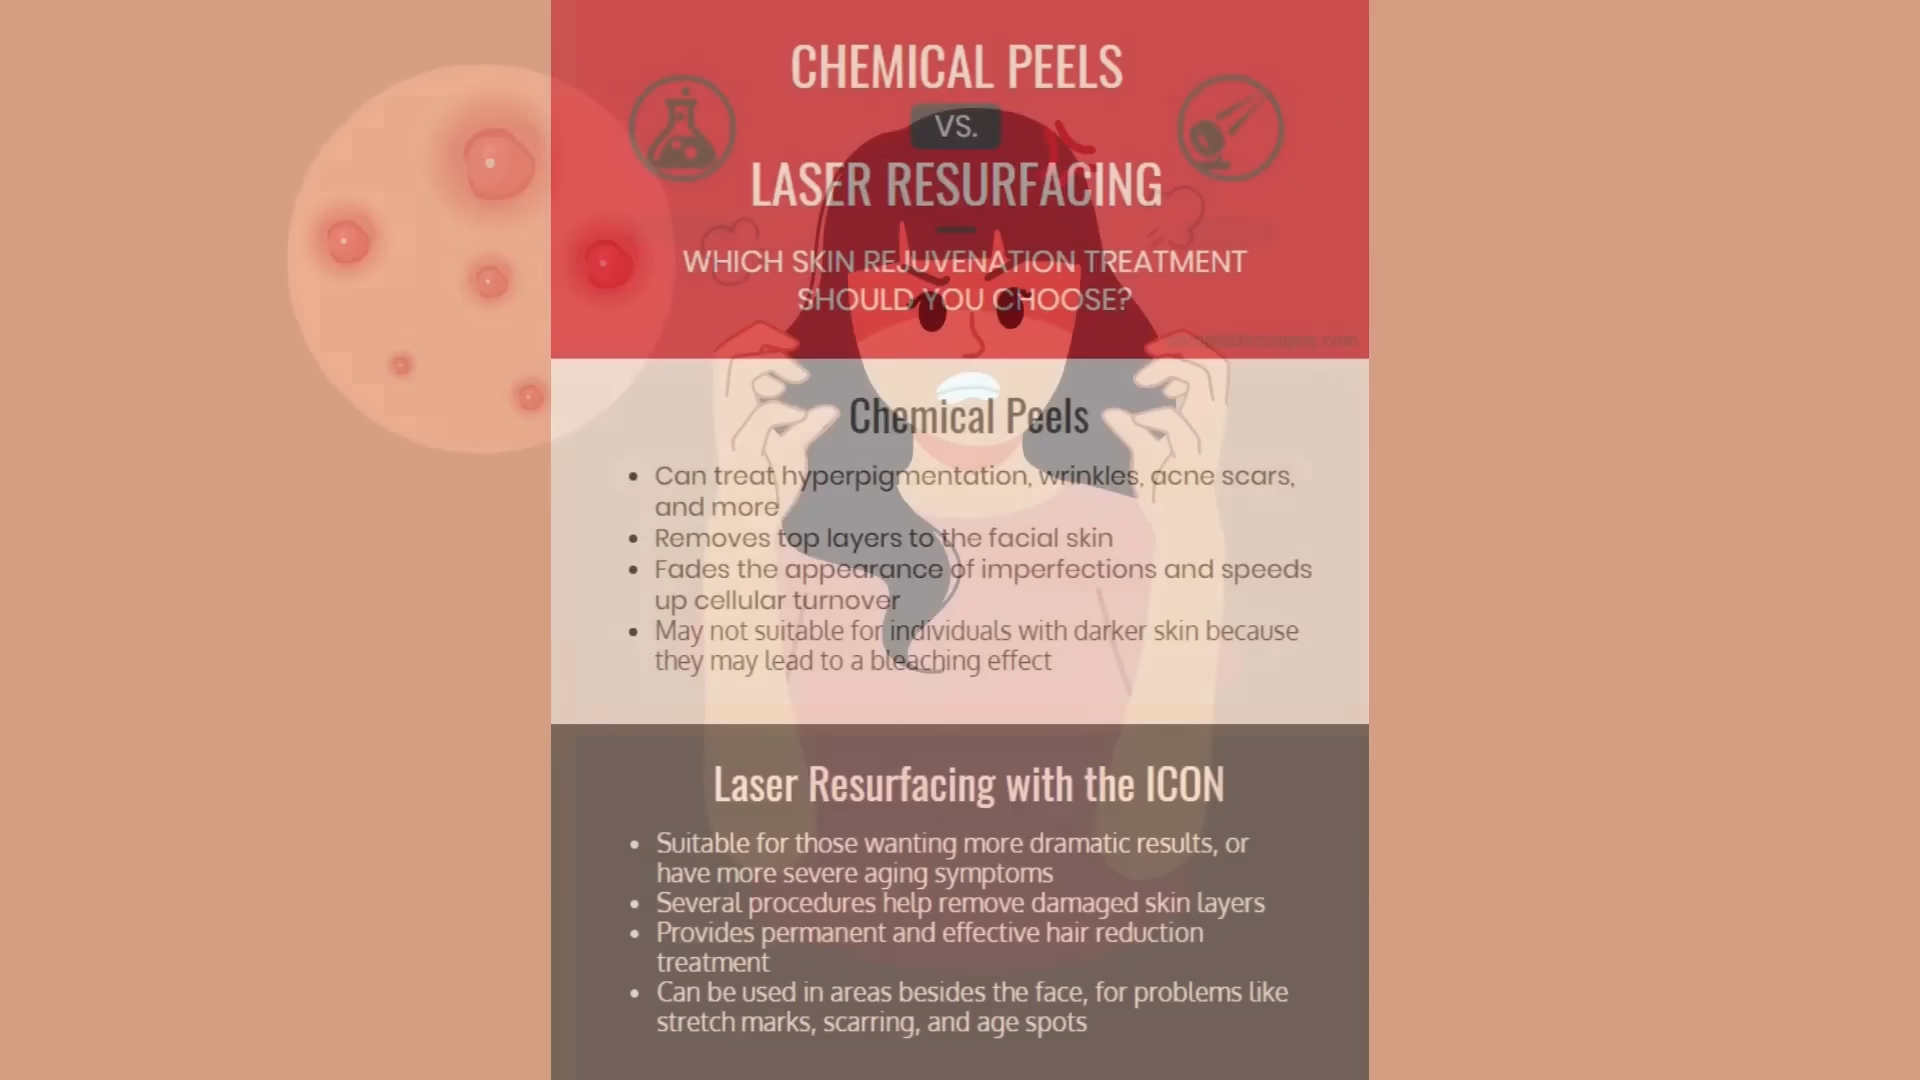 CHEMICAL PEELS
VS.
LASER RESURFACING
WHICH SKIN REJUVENATION TREATMENT
SHOULD YOU CHOOSE?
Chemical Peels
• Can treat hyperpigmentation, wrinkles, acne scars,
and more
• Removes top layers to the facial skin
• Fades the appearance of imperfections and speeds
up cellular turnover
• May not suitable for individuals with darker skin because
they may lead to a bleaching effect
Laser Resurfacing with the ICON
• Suitable for those wanting more dramatic results, or
have more severe aging symptoms
• Several procedures help remove damaged skin layers
• Provides permanent and effective hair reduction
treatment
• Can be used in areas besides the face, for problems like
stretch marks, scarring, and age spots